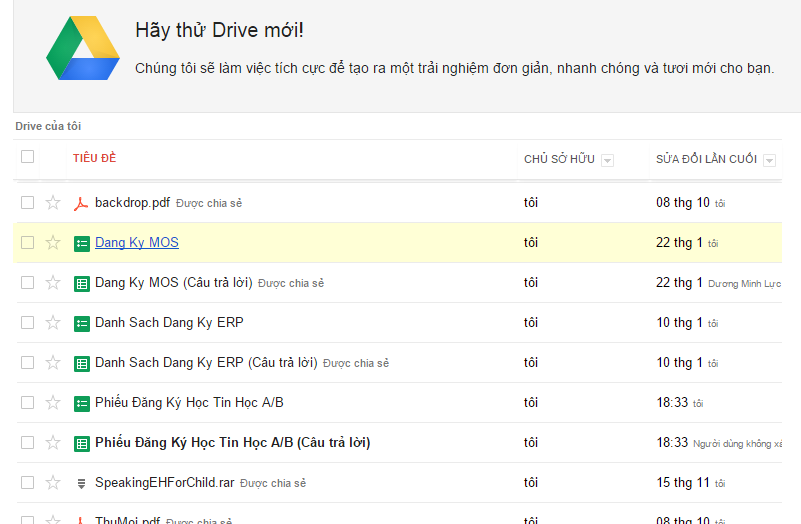 Hãy thử Drive mới!
Chúng tôi sẽ làm việc tích cực để tạo ra một trải nghiệm đơn giản, nhanh chóng và tươi mới cho bạn.
Drive của tôi
TIÊU ĐỀ CHỦ SỞ HỮU SỬA ĐỔI LẦN CUỐI
backdrop.pdf Được chia sẻ tôi 08 thg 10 tôi
Dang Ky MOS tôi 22 thg 1 tôi
Dang Ky MOS (Câu trả lời) Được chia sẻ tôi 22 thg 1 Dương Minh Lực
Danh Sach Dang Ky ERP tôi 10 thg 1 tôi
Danh Sach Dang Ky ERP (Câu trả lời) Được chia sẻ tôi 10 thg 1 tôi
Phiếu Đăng Ký Học Tin Học A/B tôi 18:33 tôi
Phiếu Đăng Ký Học Tin Học A/B (Câu trả lời) tôi 18:33 Người dùng không
SpeakingEHForChild.rar Được chia sẻ tôi 15 thg 11 tôi
ThuMoi.pdf Được chia sẻ tôi 08 thg 10 tôi